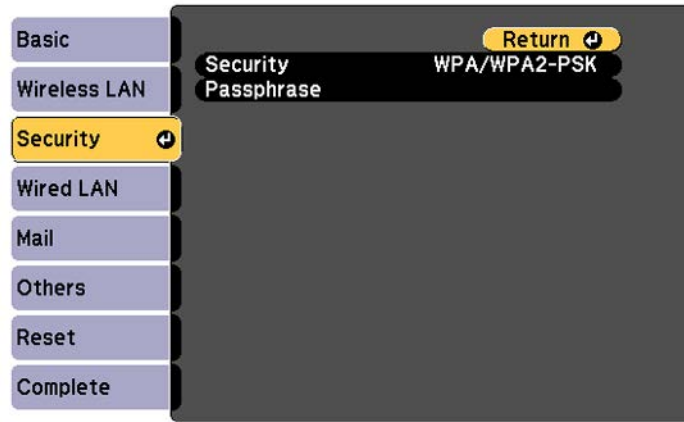 Basic
Wireless LAN
Security
Wired LAN
Mail
Others
Reset
Complete
Return
Security WPA/WPA2-PSK
Passphrase